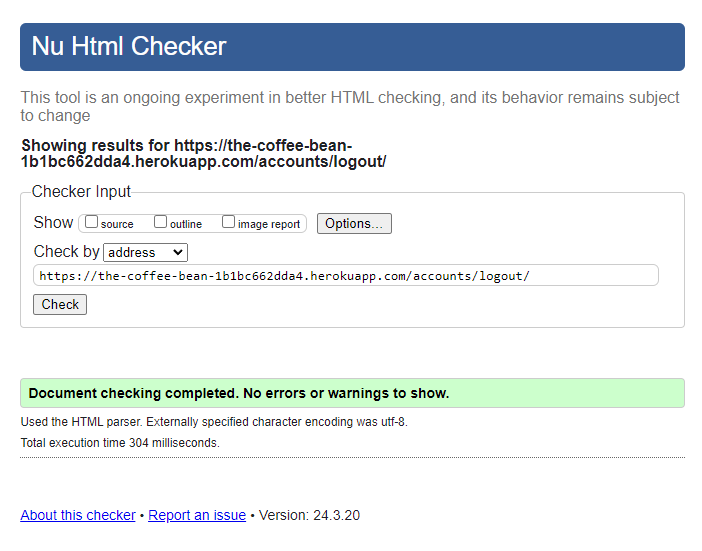 Nu Html Checker
This tool is an ongoing experiment in better HTML checking, and its behavior remains subject
to change
Showing results for https://the-coffee-bean-
1b1bc662dda4.herokuapp.com/accounts/logout/
Checker Input
Show source outline image report Options...
Check by address
https://the-coffee-bean-1b1bc662dda4.herokuapp.com/accounts/logout/
Check
Document checking completed. No errors or warnings to show.
Used the HTML parser. Externally specified character encoding was utf-8.
Total execution time 304 milliseconds.
About this checker • Report an issue • Version: 24.3.20